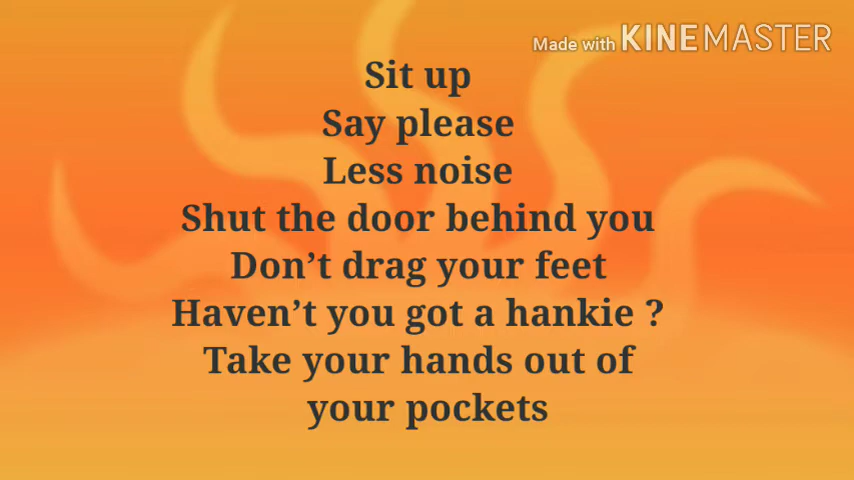 Made with KINEMASTER
Sit up
Say please
Less noise
Shut the door behind you
Don’t drag your feet
Haven’t you got a hankie ?
Take your hands out of
your pockets